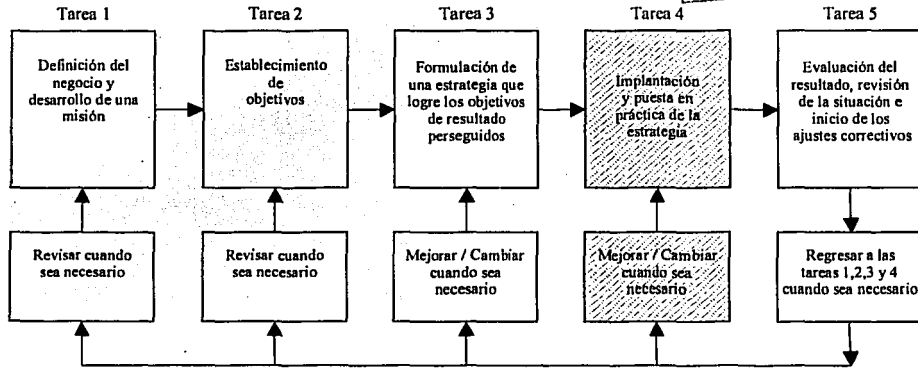 Tarea 1
Tarea 2
Tarea 3
Tarea 4
Tarea 5
Definición del
negocio y
desarrollo de una
misión
Establecimiento
de
objetivos
Formulación de
una estrategia que
logre los objetivos
de resultado
perseguidos
Implantación
y puesta en
práctica de la
estrategia
Evaluación del
resultado, revisión
de la situación e
inicio de los
ajustes correctivos
Revisar cuando
sea necesario
Revisar cuando
sea necesario
Mejorar / Cambiar
cuando sea
necesario
Mejorar / Cambiar
cuando sea
necesario
Regresar a las
tareas 1,2,3 y 4
cuando sea necesario